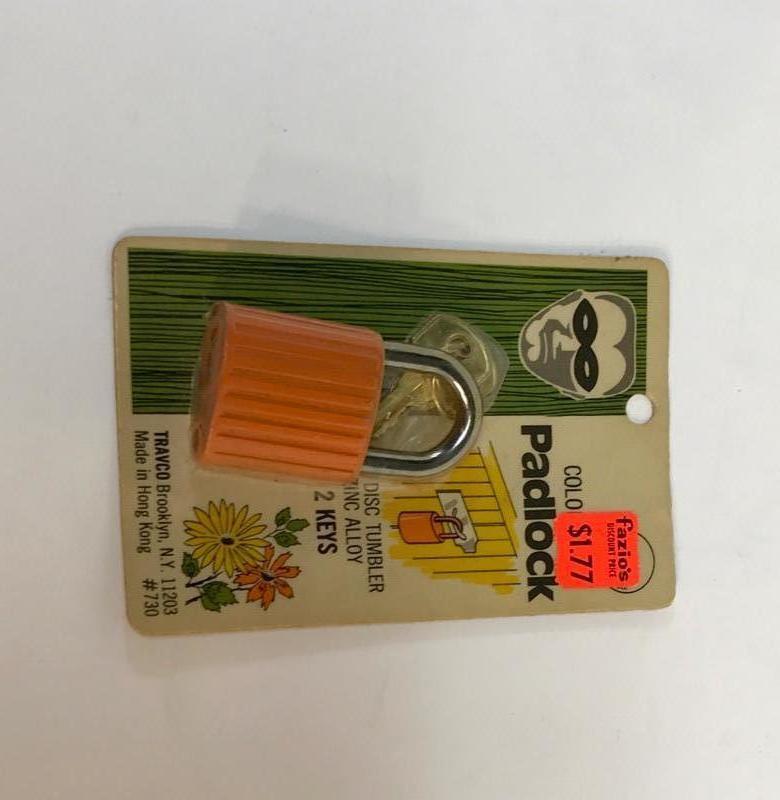 fazio's
DISCOUNT PRICE
$1.77
COLO
Padlock
DISC TUMBLER
ZINC ALLOY
2 KEYS
TRAVCO Brooklyn, N.Y. 11203
Made in Hong Kong #730